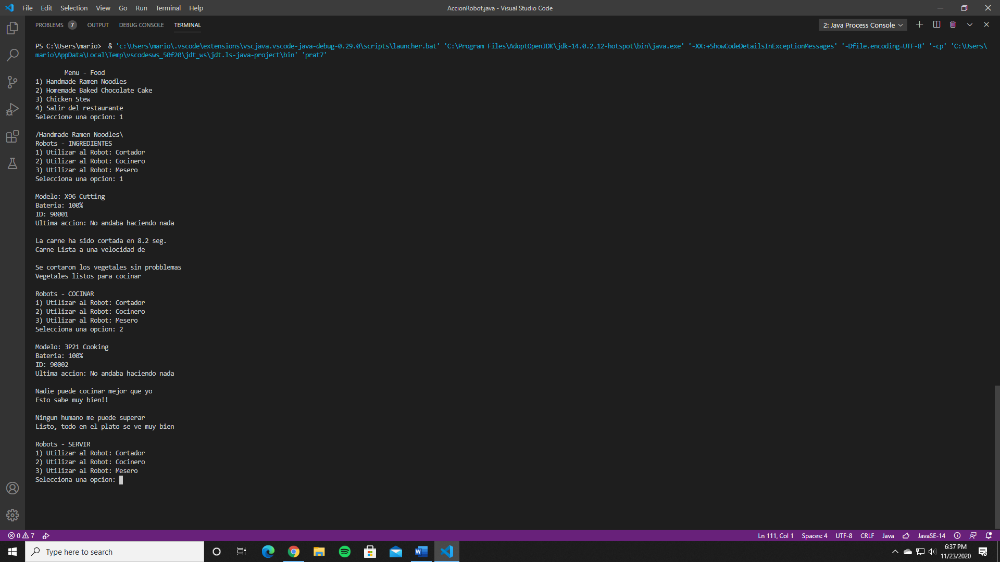 File Edit Selection View Go Run Terminal Help
AccionRobot.java - Visual Studio Code
PROBLEMS 7 OUTPUT DEBUG CONSOLE TERMINAL
2: Java Process Console
PS C:\Users\mario>  & 'c:\Users\mario\.vscode\extensions\vscjava.vscode-java-debug-0.29.0\scripts\launcher.bat' 'C:\Program Files\AdoptOpenJDK\jdk-14.0.2.12-hotspot\bin\java.exe' '-XX:+ShowCodeDetailsInExceptionMessages' '-Dfile.encoding=UTF-8' '-cp' 'C:\Users\
mario\AppData\Local\Temp\vscodesws_50f20\jdt_ws\jdt.ls-java-project\bin' 'prat7'
Menu - Food
1) Handmade Ramen Noodles
2) Homemade Baked Chocolate Cake
3) Chicken Stew
4) Salir del restaurante
Seleccione una opcion: 1
/Handmade Ramen Noodles\
Robots - INGREDIENTES
1) Utilizar al Robot: Cortador
2) Utilizar al Robot: Cocinero
3) Utilizar al Robot: Mesero
Selecciona una opcion: 1
Modelo: X96 Cutting
Bateria: 100%
ID: 90001
Ultima accion: No andaba haciendo nada
La carne ha sido cortada en 8.2 seg.
Carne Lista a una velocidad de
Se cortaron los vegetales sin probblemas
Vegetales listos para cocinar
Robots - COCINAR
1) Utilizar al Robot: Cortador
2) Utilizar al Robot: Cocinero
3) Utilizar al Robot: Mesero
Selecciona una opcion: 2
Modelo: 3P21 Cooking
Bateria: 100%
ID: 90002
Ultima accion: No andaba haciendo nada
Nadie puede cocinar mejor que yo
Esto sabe muy bien!!
Ningun humano me puede superar
Listo, todo en el plato se ve muy bien
Robots - SERVIR
1) Utilizar al Robot: Cortador
2) Utilizar al Robot: Cocinero
3) Utilizar al Robot: Mesero
Selecciona una opcion:
0 7
Ln 111, Col 1 Spaces: 4 UTF-8 CRLF Java JavaSE-14
Type here to search
6:37 PM
11/23/2020